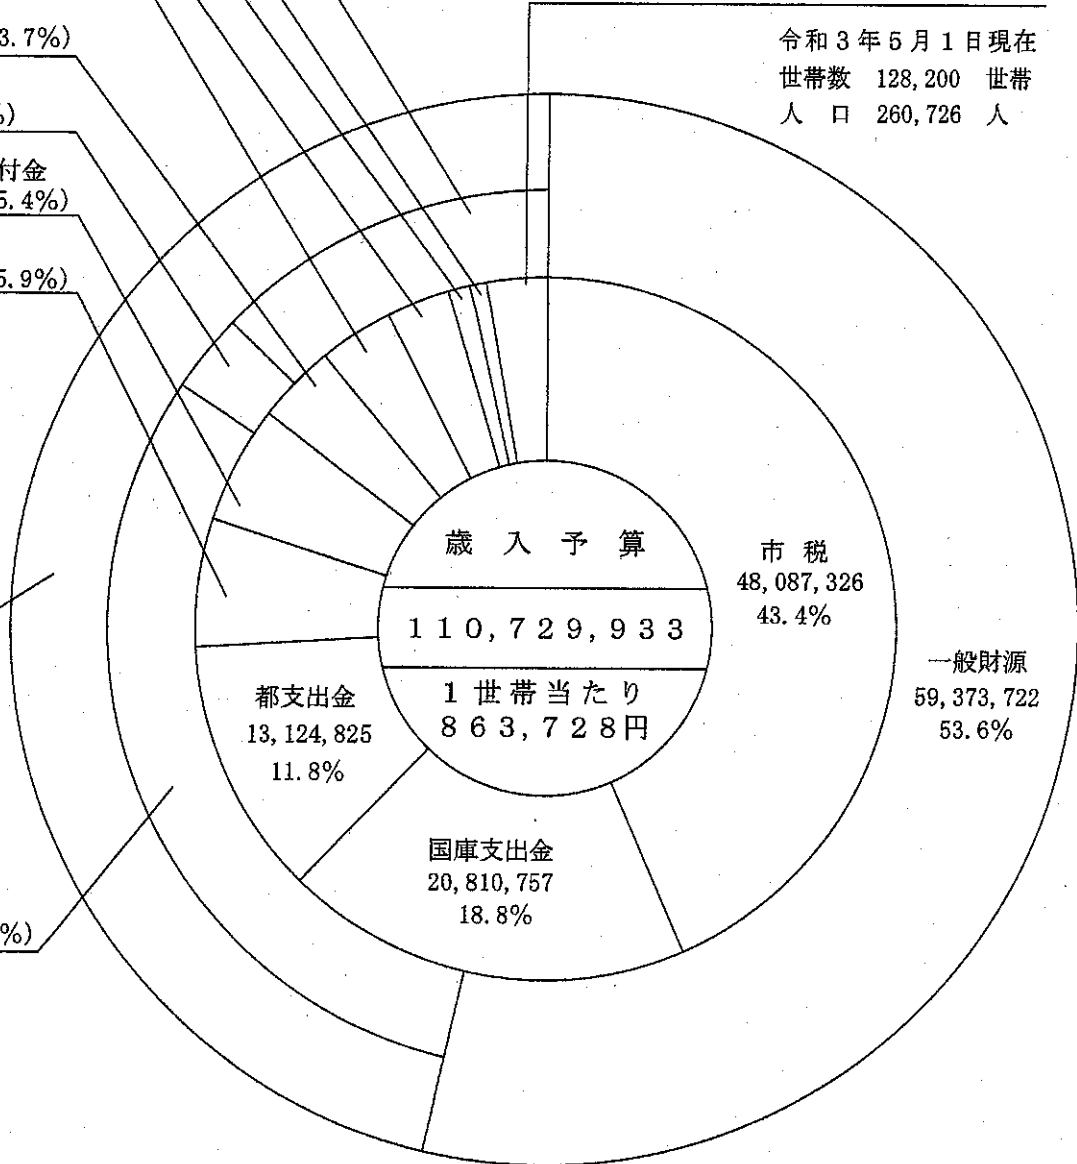 令和3年5月1日現在
世帯数 128,200 世帯
人 口 260,726 人
3.7%)
%)
付金
5.4%)
5.9%)
歳入予算
110,729,933
1世帯当たり
863,728円
市税
48,087,326
43.4%
一般財源
59,373,722
53.6%
都支出金
13,124,825
11.8%
国庫支出金
20,810,757
18.8%
%)